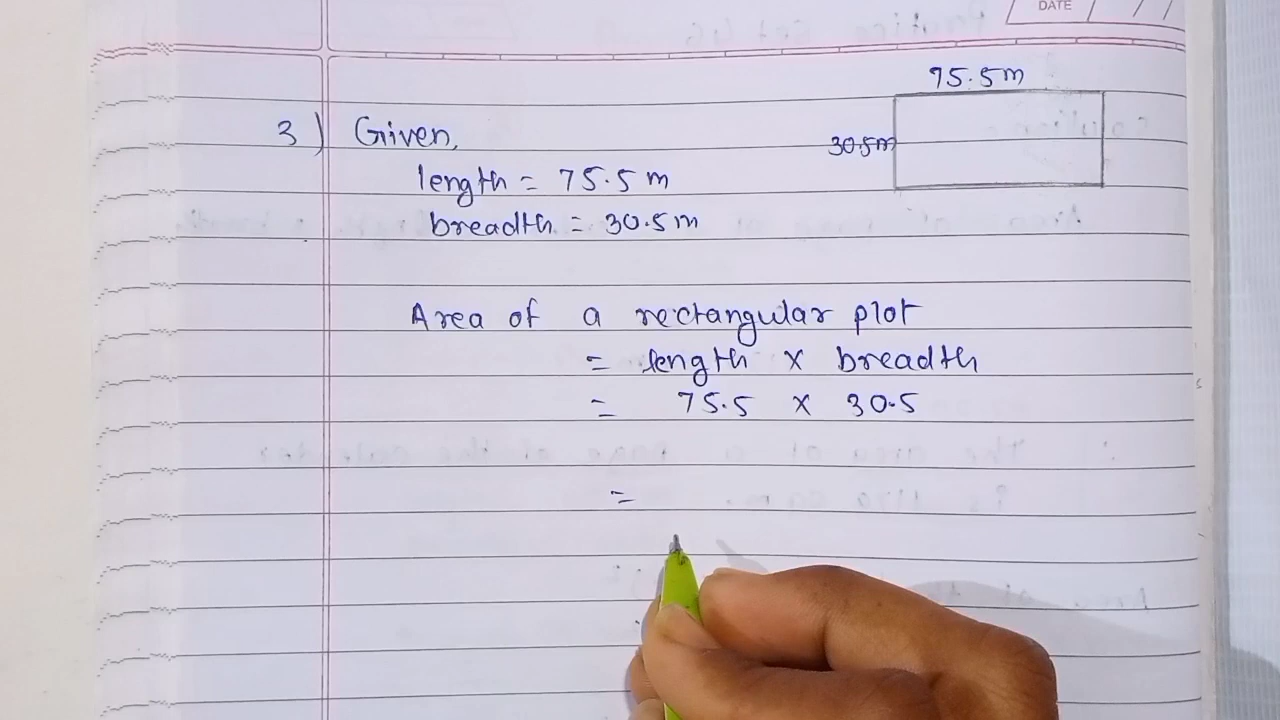 DATE
75.5m
30.5m
3) Given,
length = 75.5 m
breadth = 30.5 m
Area of a rectangular plot
= length × breadth
= 75.5 × 30.5
=